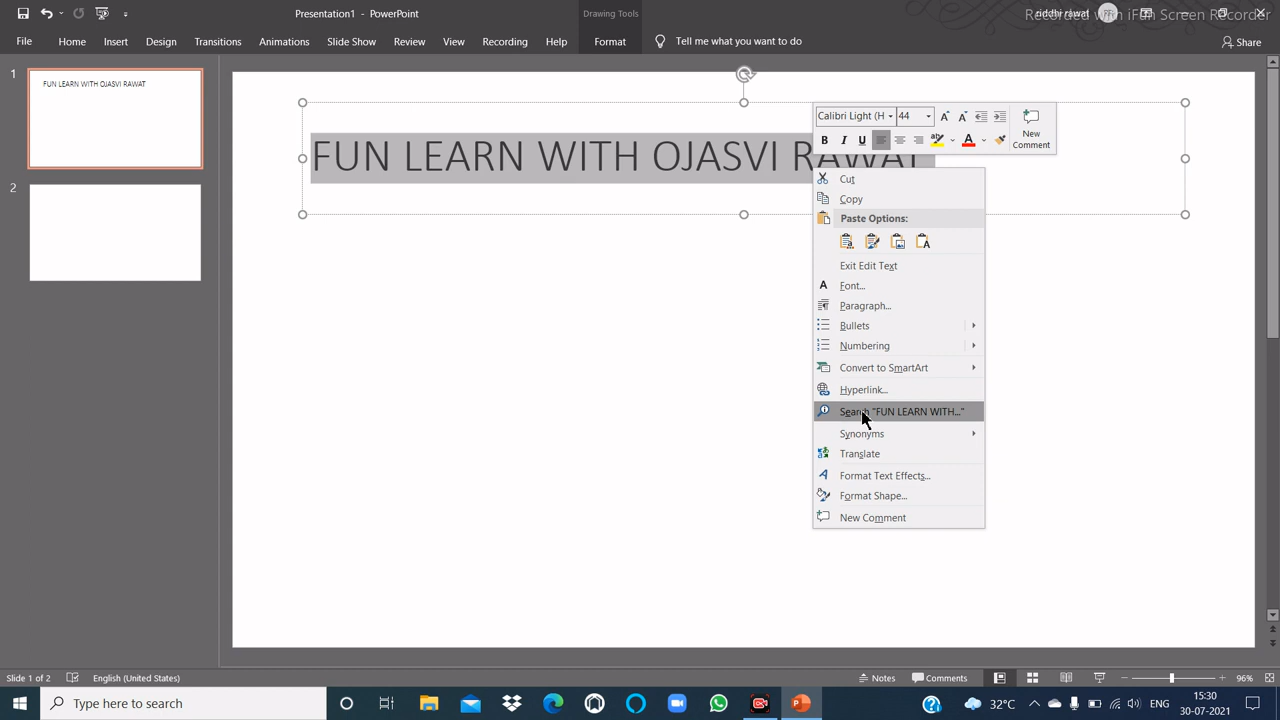 Presentation1 - PowerPoint
Drawing Tools
Recorded with iFun Screen Recorder
File Home Insert Design Transitions Animations Slide Show Review View Recording Help Format Tell me what you want to do Share
1
FUN LEARN WITH OJASVI RAWAT
2
FUN LEARN WITH OJASVI RAWAT
Calibri Light (H 44
B I U A
New Comment
Cut
Copy
Paste Options:
Exit Edit Text
Font...
Paragraph...
Bullets
Numbering
Convert to SmartArt
Hyperlink...
Search "FUN LEARN WITH..."
Synonyms
Translate
Format Text Effects...
Format Shape...
New Comment
Slide 1 of 2 English (United States) Notes Comments 96%
Type here to search
32°C ENG 15:30
30-07-2021